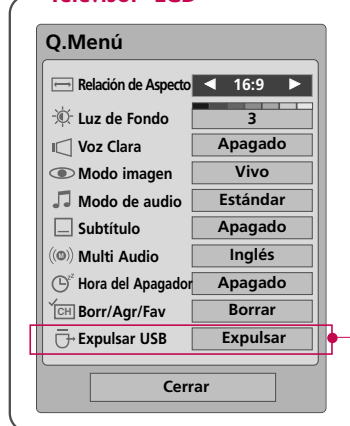 Televisor LCD
Q.Menú
Relación de Aspecto ◄ 16:9 ►
Luz de Fondo 3
Voz Clara Apagado
Modo imagen Vivo
Modo de audio Estándar
Subtítulo Apagado
Multi Audio Inglés
Hora del Apagador Apagado
CH Borr/Agr/Fav Borrar
Expulsar USB Expulsar
Cerrar